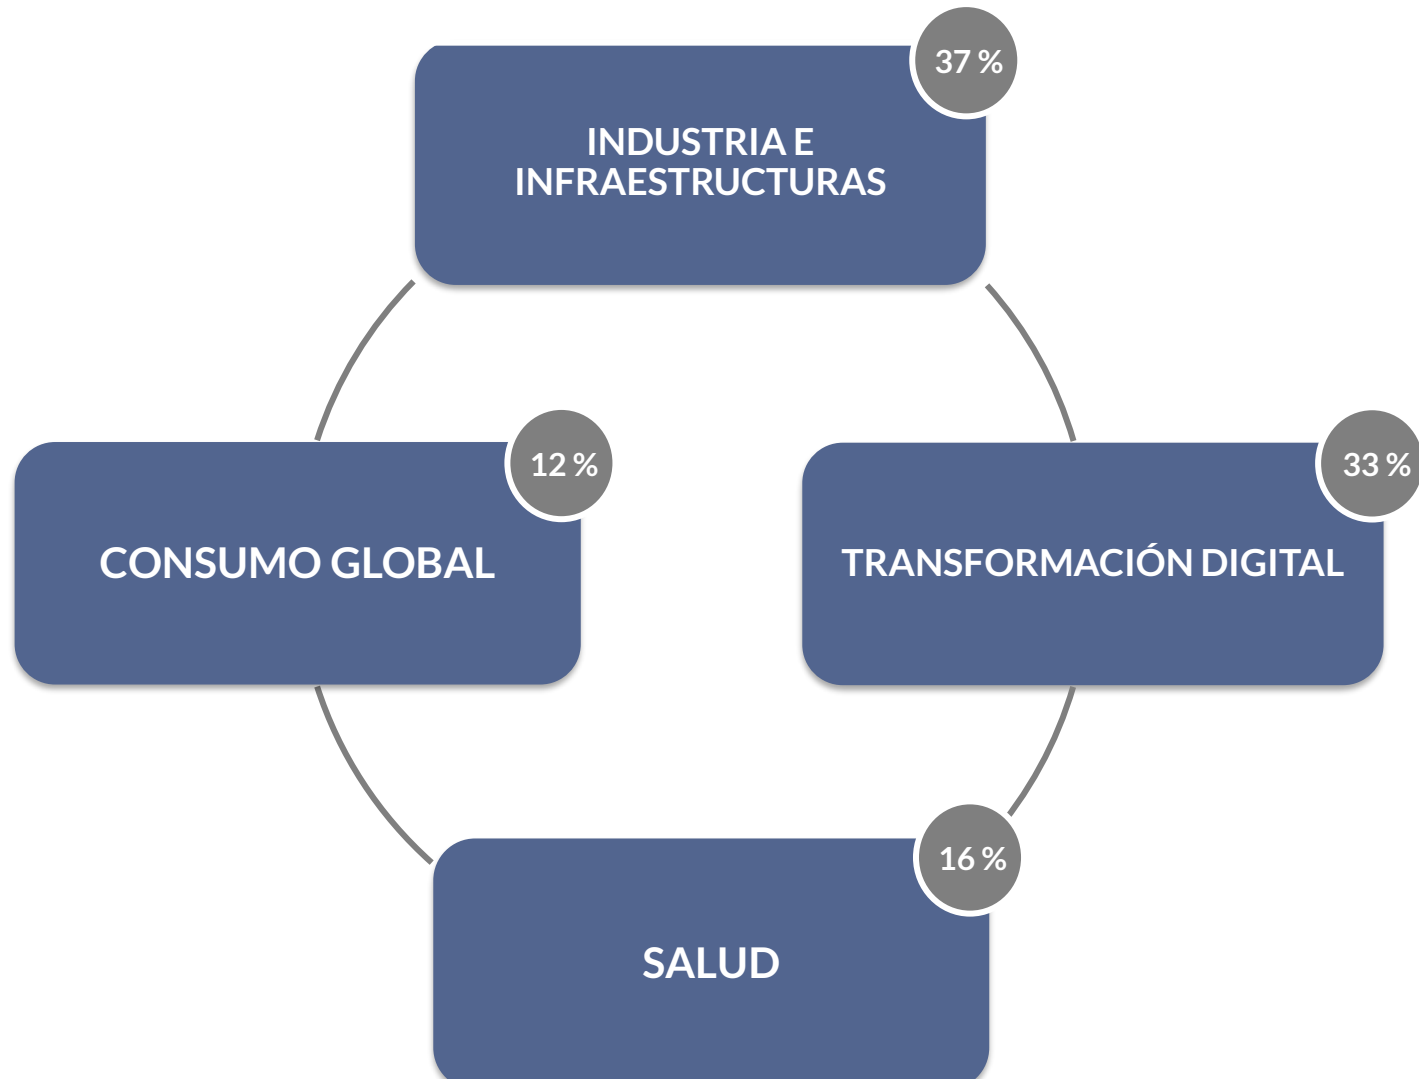 37 %
INDUSTRIA E
INFRAESTRUCTURAS
12 %
CONSUMO GLOBAL
33 %
TRANSFORMACIÓN DIGITAL
16 %
SALUD